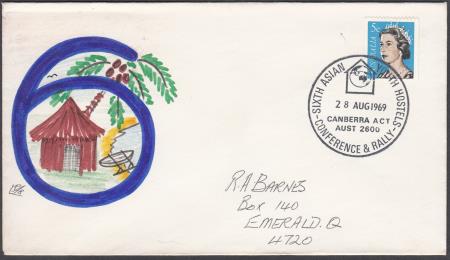 6
5c
AUSTRALIA
SIXTH ASIAN YOUTH HOSTELS
28 AUG 1969
CANBERRA ACT
AUST 2600
CONFERENCE & RALLY
R A BARNES
Box 140
EMERALD. Q
4720